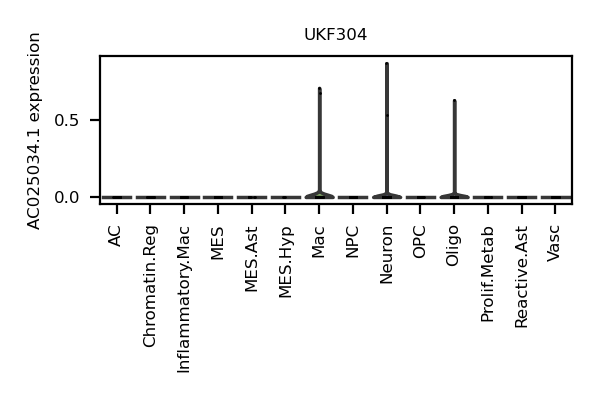 UKF304
AC025034.1 expression
0.5
0.0
AC
Chromatin.Reg
Inflammatory.Mac
MES
MES.Ast
MES.Hyp
Mac
NPC
Neuron
OPC
Oligo
Prolif.Metab
Reactive.Ast
Vasc